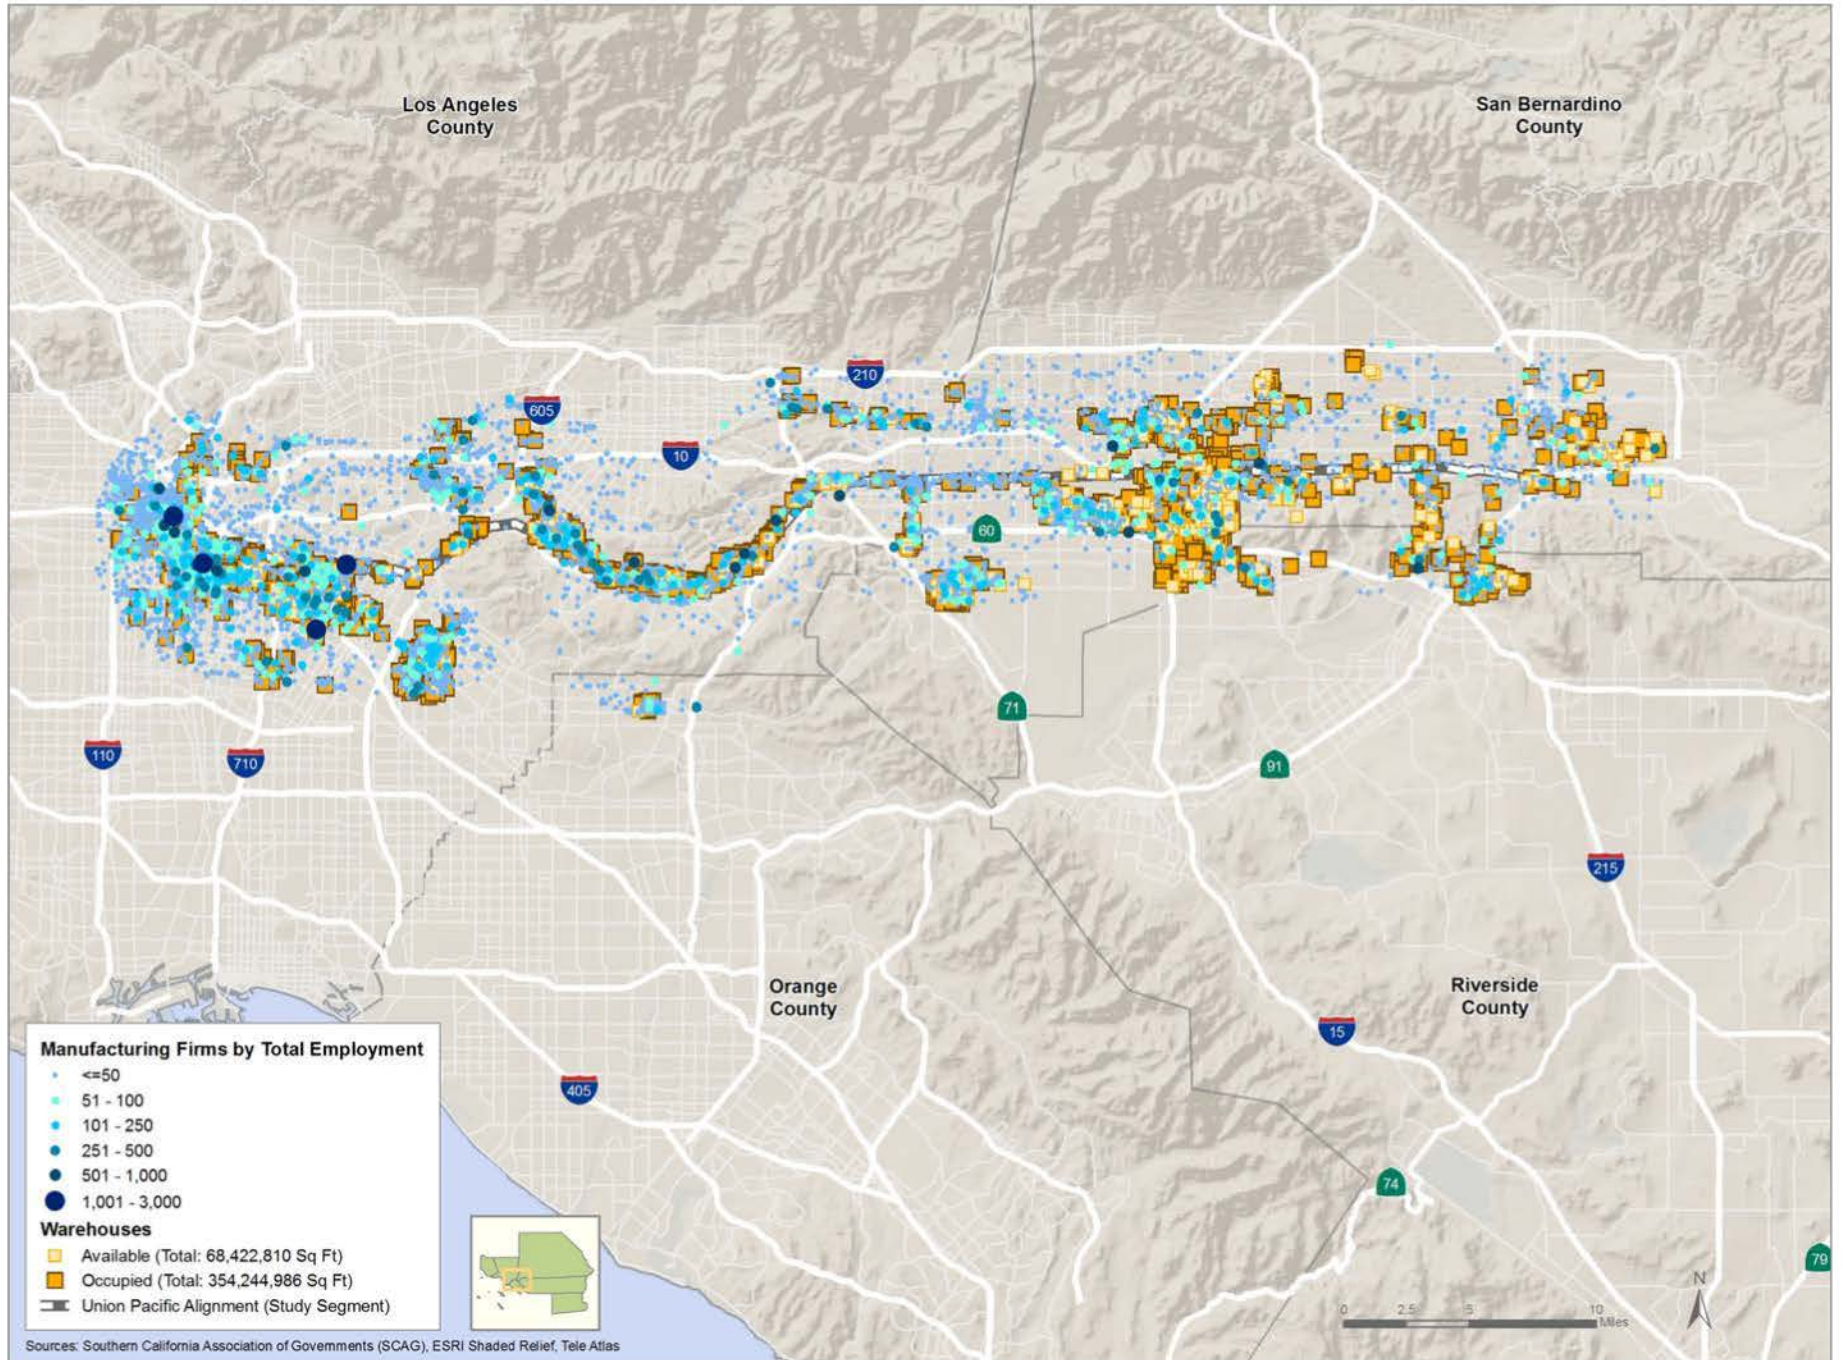 Los Angeles
County
San Bernardino
County
210
605
10
60
71
110
710
91
215
Orange
County
Riverside
County
15
405
74
79
Manufacturing Firms by Total Employment
<=50
51 - 100
101 - 250
251 - 500
501 - 1,000
1,001 - 3,000
Warehouses
Available (Total: 68,422,810 Sq Ft)
Occupied (Total: 354,244,986 Sq Ft)
Union Pacific Alignment (Study Segment)
N
0 2.5 5 10
Miles
Sources: Southern California Association of Governments (SCAG), ESRI Shaded Relief, Tele Atlas